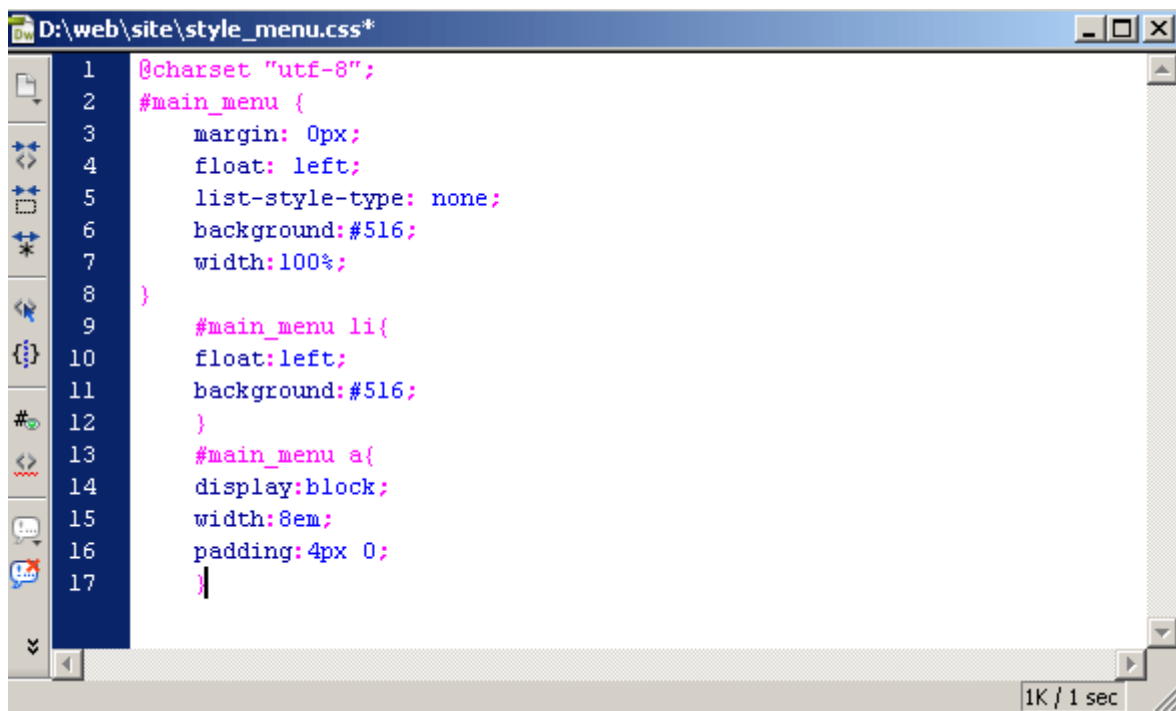 D:\web\site\style_menu.css*
1 @charset "utf-8";
2 #main_menu {
3 margin: 0px;
4 float: left;
5 list-style-type: none;
6 background:#516;
7 width:100%;
8 }
9 #main_menu li{
10 float:left;
11 background:#516;
12 }
13 #main_menu a{
14 display:block;
15 width:8em;
16 padding:4px 0;
17 }
1K / 1 sec